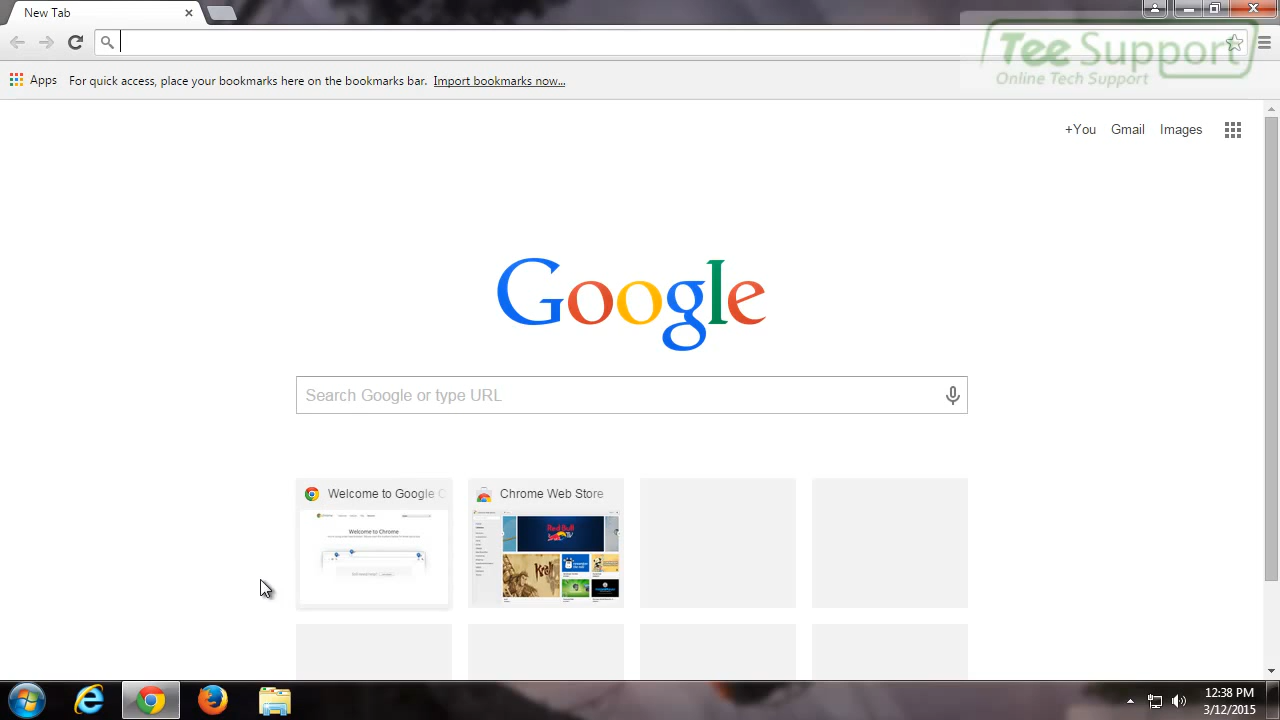 New Tab
Tee Support
Online Tech Support
Apps
For quick access, place your bookmarks here on the bookmarks bar. Import bookmarks now...
+You Gmail Images
Google
Search Google or type URL
Welcome to Google
Chrome Web Store
Welcome to Chrome
Red Bull
12:38 PM
3/12/2015